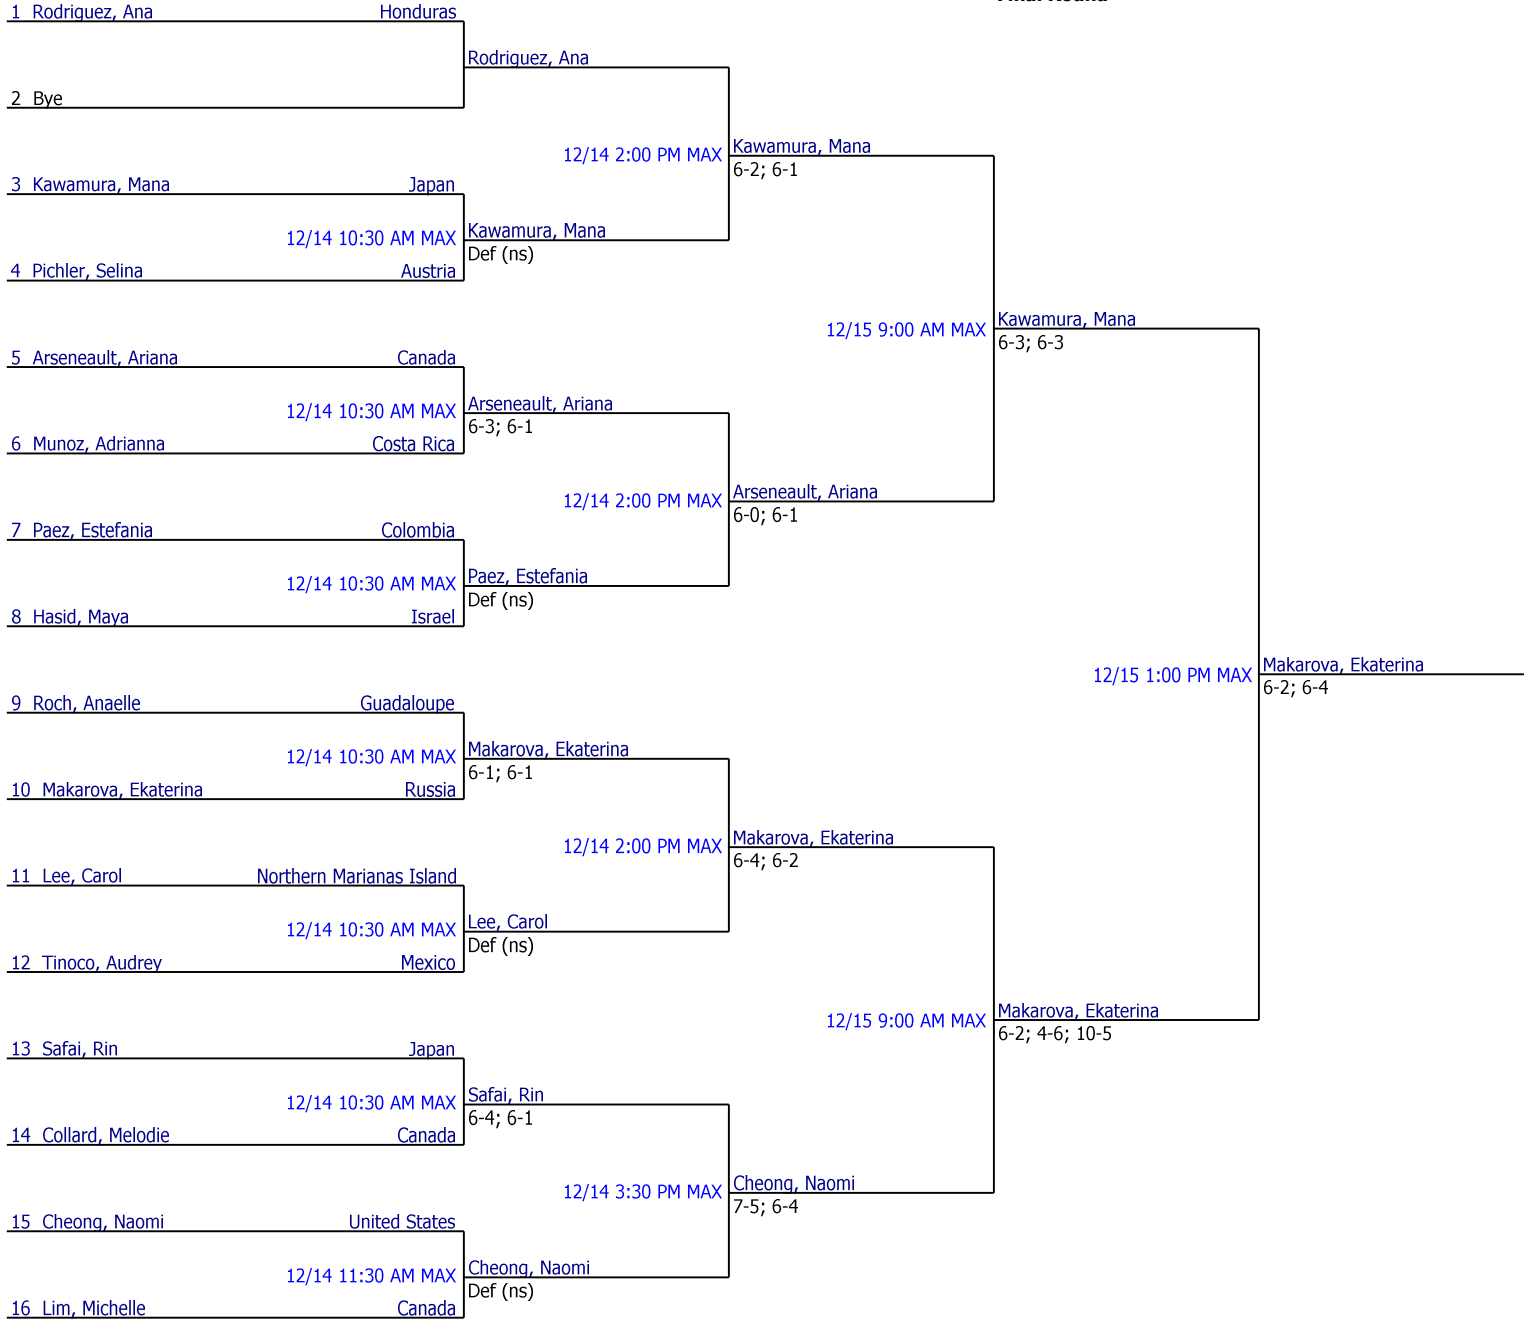 1 Rodriguez, Ana Honduras
Rodriguez, Ana
2 Bye
12/14 2:00 PM MAX Kawamura, Mana
6-2; 6-1
3 Kawamura, Mana Japan
12/14 10:30 AM MAX Kawamura, Mana
Def (ns)
4 Pichler, Selina Austria
12/15 9:00 AM MAX Kawamura, Mana
6-3; 6-3
5 Arseneault, Ariana Canada
12/14 10:30 AM MAX Arseneault, Ariana
6-3; 6-1
6 Munoz, Adrianna Costa Rica
12/14 2:00 PM MAX Arseneault, Ariana
6-0; 6-1
7 Paez, Estefania Colombia
12/14 10:30 AM MAX Paez, Estefania
Def (ns)
8 Hasid, Maya Israel
12/15 1:00 PM MAX Makarova, Ekaterina
6-2; 6-4
9 Roch, Anaelle Guadaloupe
12/14 10:30 AM MAX Makarova, Ekaterina
6-1; 6-1
10 Makarova, Ekaterina Russia
12/14 2:00 PM MAX Makarova, Ekaterina
6-4; 6-2
11 Lee, Carol Northern Marianas Island
12/14 10:30 AM MAX Lee, Carol
Def (ns)
12 Tinoco, Audrey Mexico
12/15 9:00 AM MAX Makarova, Ekaterina
6-2; 4-6; 10-5
13 Safai, Rin Japan
12/14 10:30 AM MAX Safai, Rin
6-4; 6-1
14 Collard, Melodie Canada
12/14 3:30 PM MAX Cheong, Naomi
7-5; 6-4
15 Cheong, Naomi United States
12/14 11:30 AM MAX Cheong, Naomi
Def (ns)
16 Lim, Michelle Canada